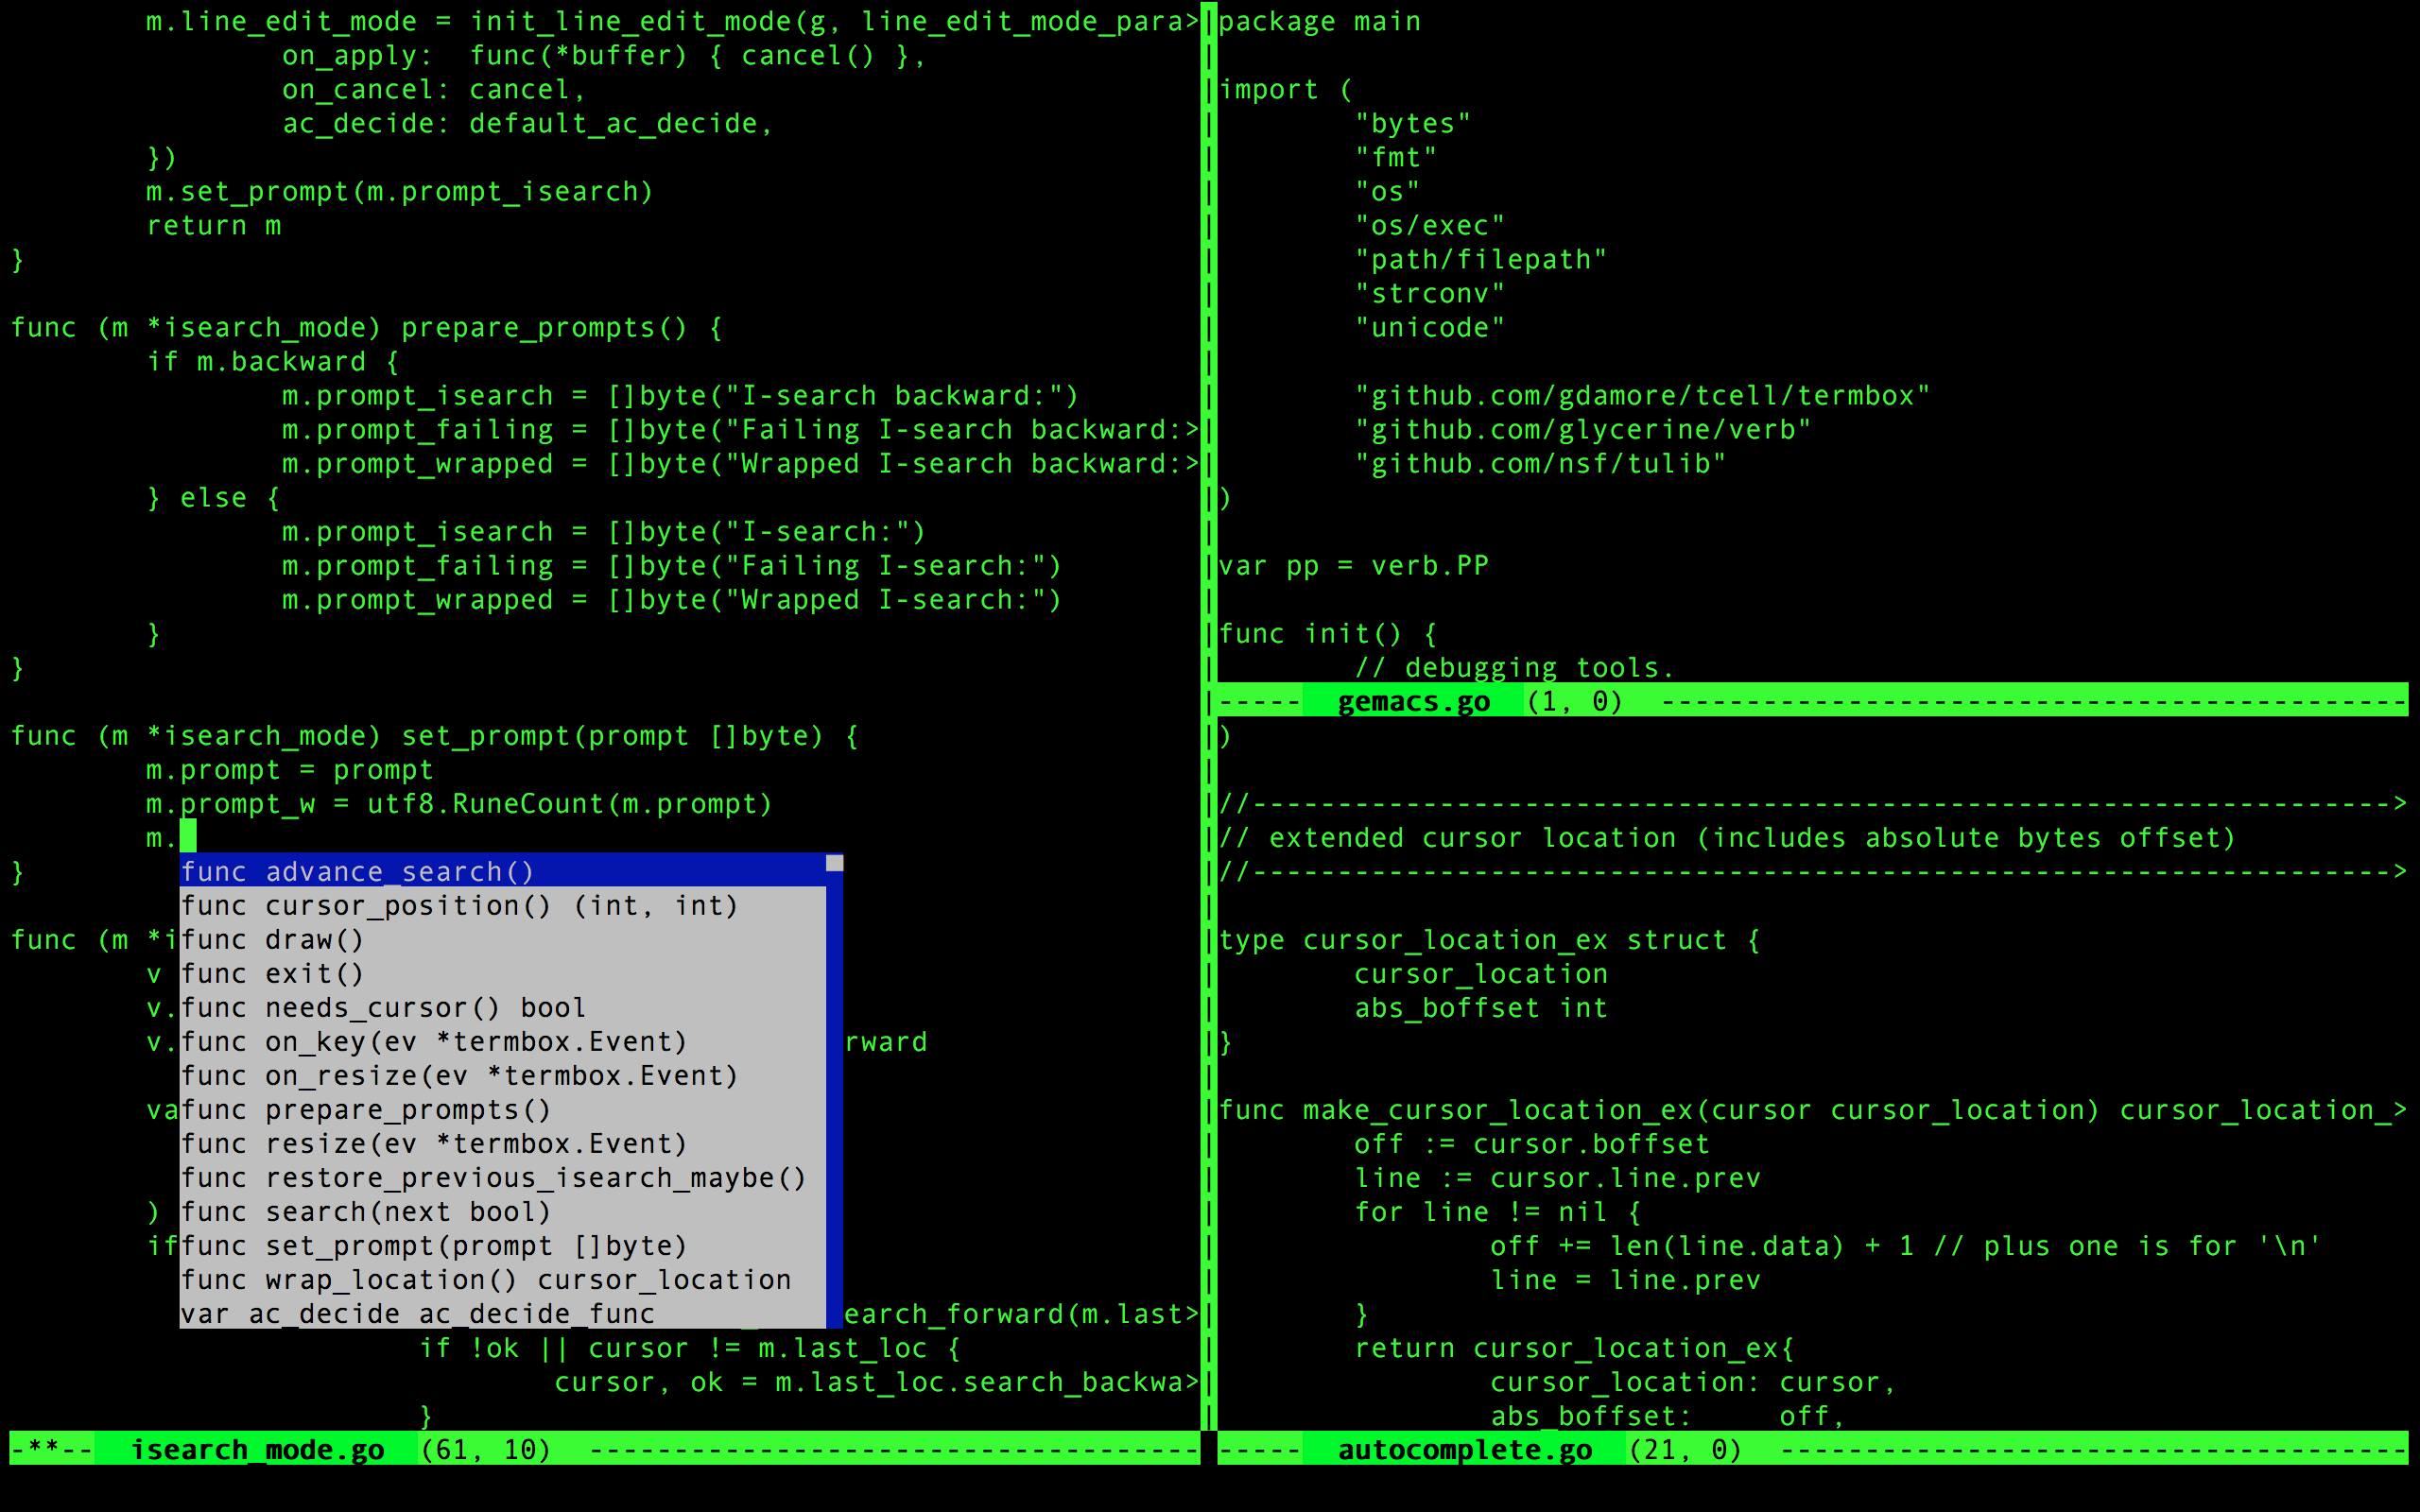 m.line_edit_mode = init_line_edit_mode(g, line_edit_mode_para>
on_apply:  func(*buffer) { cancel() },
on_cancel: cancel,
ac_decide: default_ac_decide,
})
m.set_prompt(m.prompt_isearch)
return m
}
func (m *isearch_mode) prepare_prompts() {
if m.backward {
m.prompt_isearch = []byte("I-search backward:")
m.prompt_failing = []byte("Failing I-search backward:>
m.prompt_wrapped = []byte("Wrapped I-search backward:>
} else {
m.prompt_isearch = []byte("I-search:")
m.prompt_failing = []byte("Failing I-search:")
m.prompt_wrapped = []byte("Wrapped I-search:")
}
}
func (m *isearch_mode) set_prompt(prompt []byte) {
m.prompt = prompt
m.prompt_w = utf8.RuneCount(m.prompt)
m.
}
func (m *i
v
v.
v.
rward
va
)
if
func advance_search()
func cursor_position() (int, int)
func draw()
func exit()
func needs_cursor() bool
func on_key(ev *termbox.Event)
func on_resize(ev *termbox.Event)
func prepare_prompts()
func resize(ev *termbox.Event)
func restore_previous_isearch_maybe()
func search(next bool)
func set_prompt(prompt []byte)
func wrap_location() cursor_location
var ac_decide ac_decide_func
earch_forward(m.last>
if !ok || cursor != m.last_loc {
cursor, ok = m.last_loc.search_backwa>
}
-**--  isearch_mode.go  (61, 10)  ------------------------------------
package main
import (
"bytes"
"fmt"
"os"
"os/exec"
"path/filepath"
"strconv"
"unicode"
"github.com/gdamore/tcell/termbox"
"github.com/glycerine/verb"
"github.com/nsf/tulib"
)
var pp = verb.PP
func init() {
// debugging tools.
-----  gemacs.go  (1, 0)  --------------------------------------------
)
//------------------------------------------------------------------->
// extended cursor location (includes absolute bytes offset)
//------------------------------------------------------------------->
type cursor_location_ex struct {
cursor_location
abs_boffset int
}
func make_cursor_location_ex(cursor cursor_location) cursor_location_>
off := cursor.boffset
line := cursor.line.prev
for line != nil {
off += len(line.data) + 1 // plus one is for '\n'
line = line.prev
}
return cursor_location_ex{
cursor_location: cursor,
abs_boffset:     off,
-----  autocomplete.go  (21, 0)  -------------------------------------